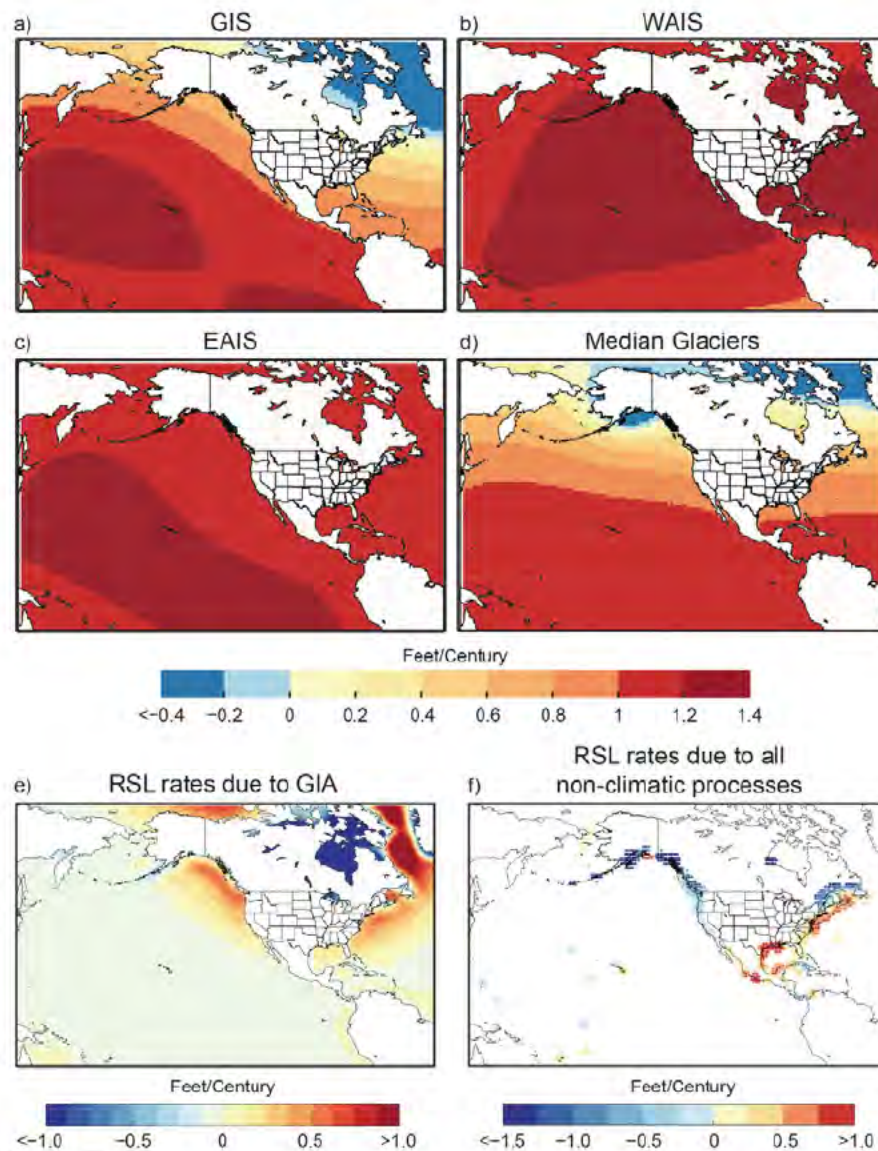 a) GIS
b) WAIS
c) EAIS
d) Median Glaciers
Feet/Century
<-0.4 -0.2 0 0.2 0.4 0.6 0.8 1 1.2 1.4
e) RSL rates due to GIA
f) RSL rates due to all
non-climatic processes
Feet/Century
<-1.0 -0.5 0 0.5 >1.0
Feet/Century
<-1.5 -1.0 -0.5 0 0.5 >1.0